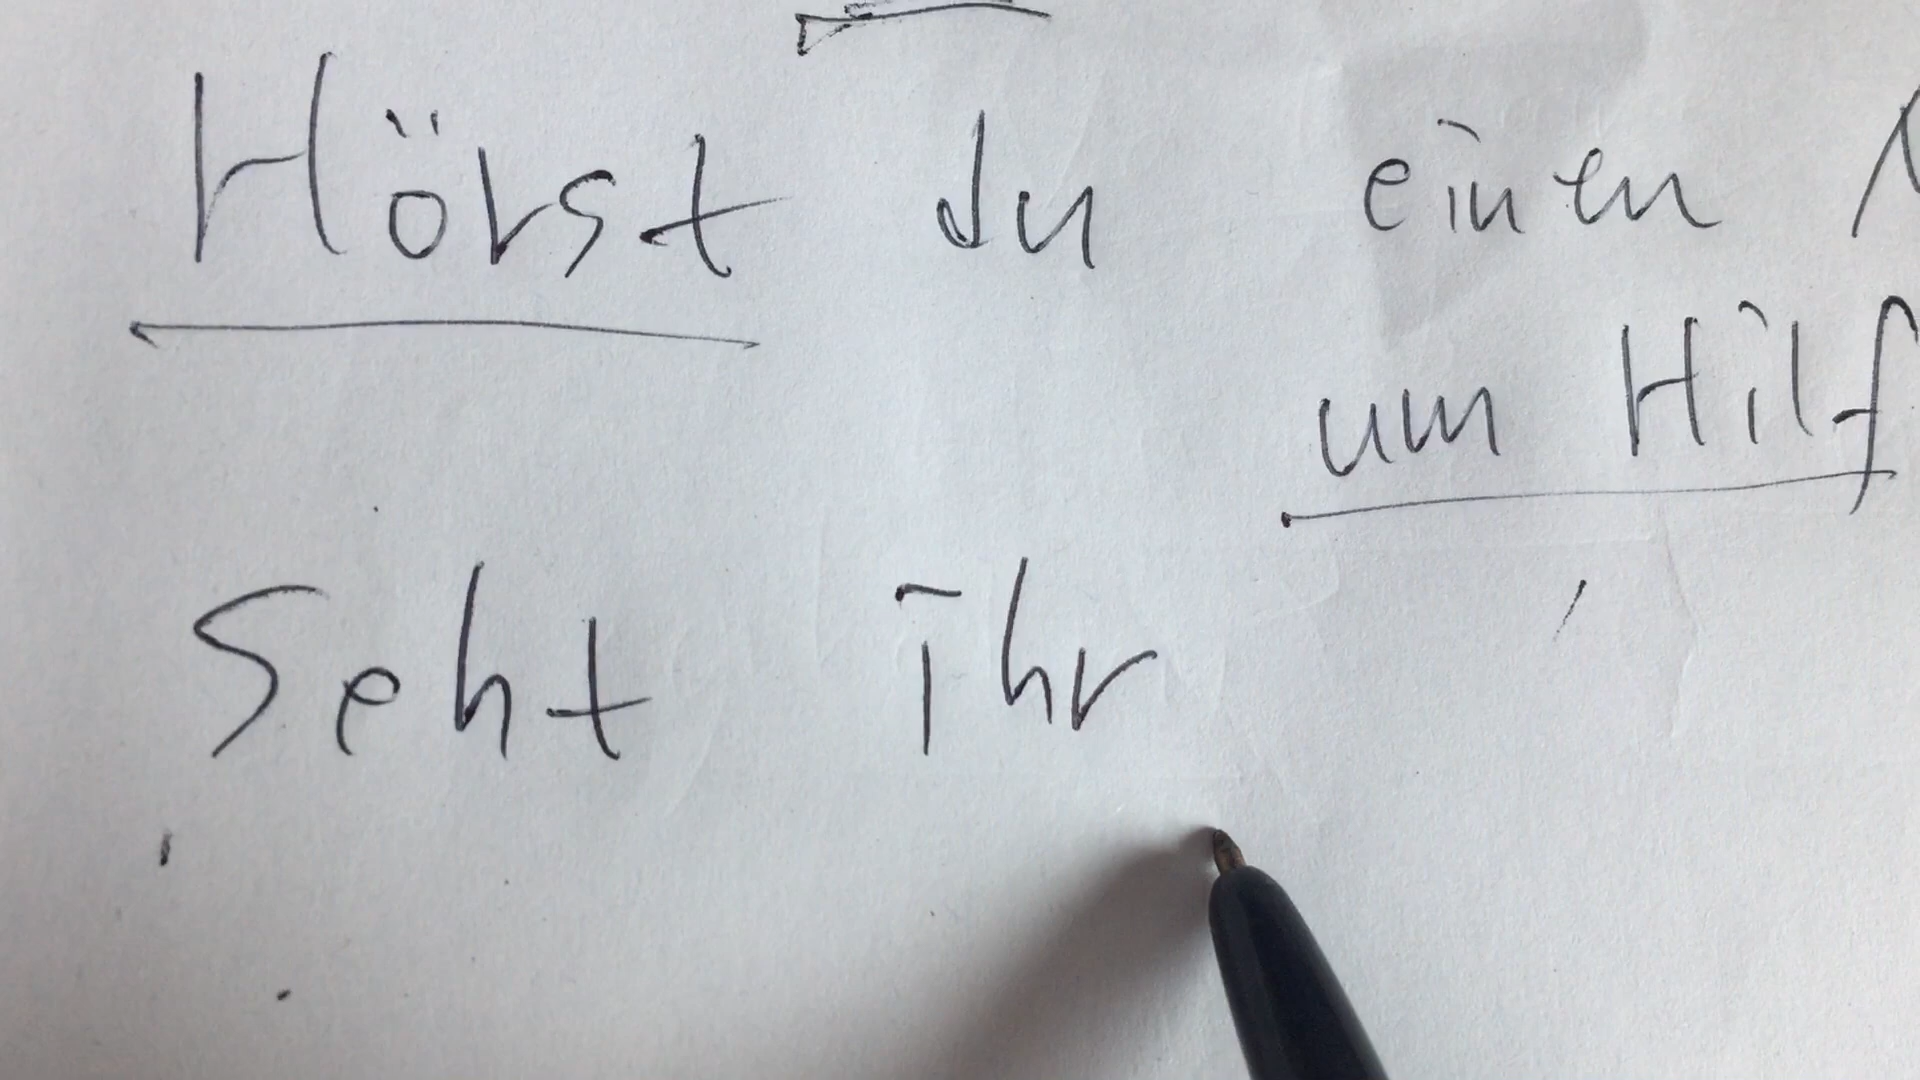 Hörst du einen
um Hilf
Seht ihr